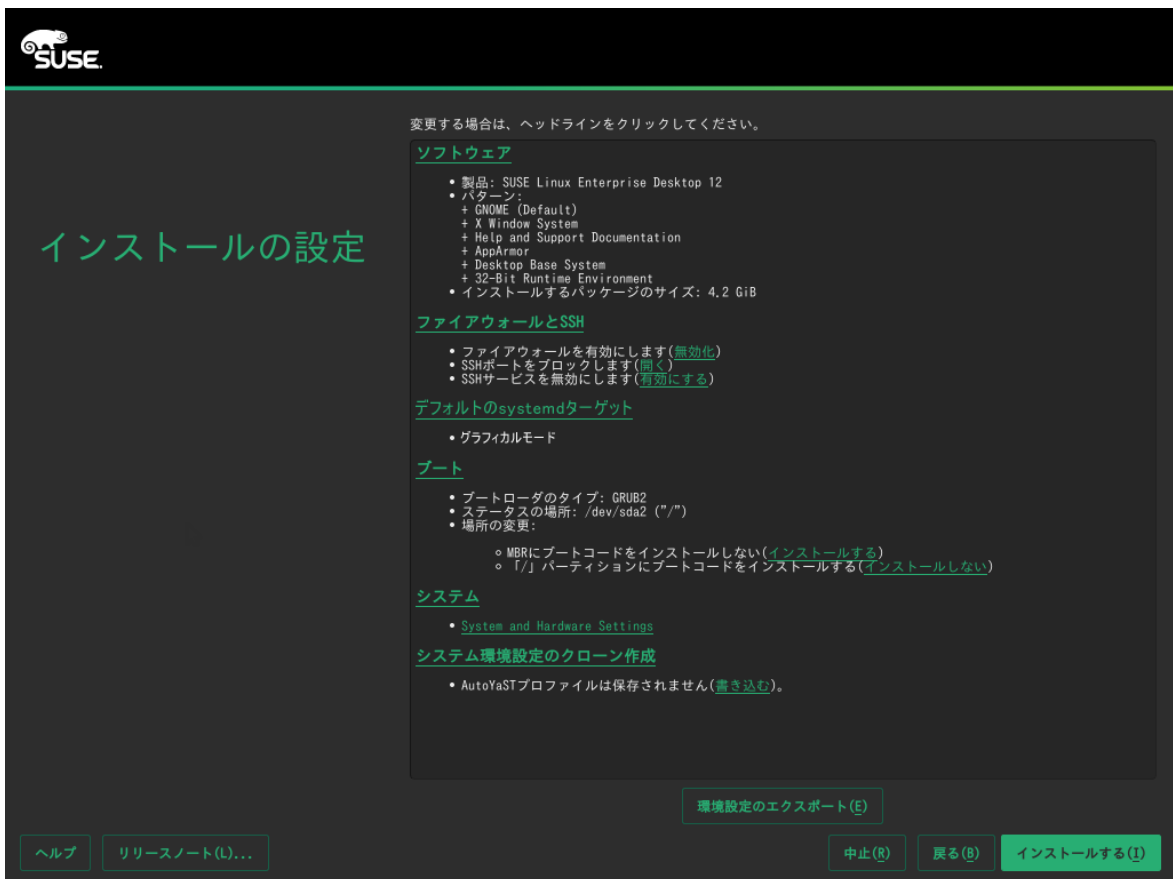 SUSE.
変更する場合は、ヘッドラインをクリックしてください。
インストールの設定
ソフトウェア
• 製品: SUSE Linux Enterprise Desktop 12
• パターン:
+ GNOME (Default)
+ X Window System
+ Help and Support Documentation
+ AppArmor
+ Desktop Base System
+ 32-Bit Runtime Environment
• インストールするパッケージのサイズ: 4.2 GiB
ファイアウォールとSSH
• ファイアウォールを有効にします(無効化)
• SSHポートをブロックします(開く)
• SSHサービスを無効にします(有効にする)
デフォルトのsystemdターゲット
• グラフィカルモード
ブート
• ブートローダのタイプ: GRUB2
• ステータスの場所: /dev/sda2 ("/")
• 場所の変更:
○ MBRにブートコードをインストールしない(インストールする)
○ 「/」パーティションにブートコードをインストールする(インストールしない)
システム
• System and Hardware Settings
システム環境設定のクローン作成
• AutoYaSTプロファイルは保存されません(書き込む)。
環境設定のエクスポート(E)
ヘルプ リリースノート(L)... 中止(R) 戻る(B) インストールする(I)